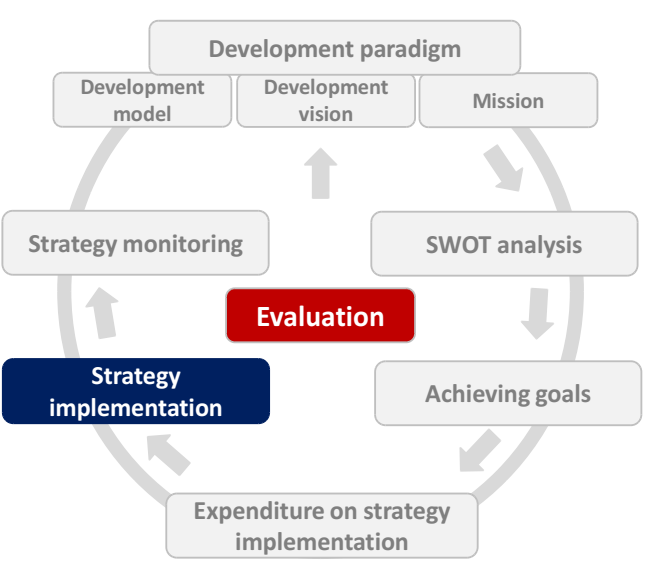 Development paradigm
Development
model
Development
vision
Mission
Strategy monitoring
SWOT analysis
Evaluation
Strategy
implementation
Achieving goals
Expenditure on strategy
implementation